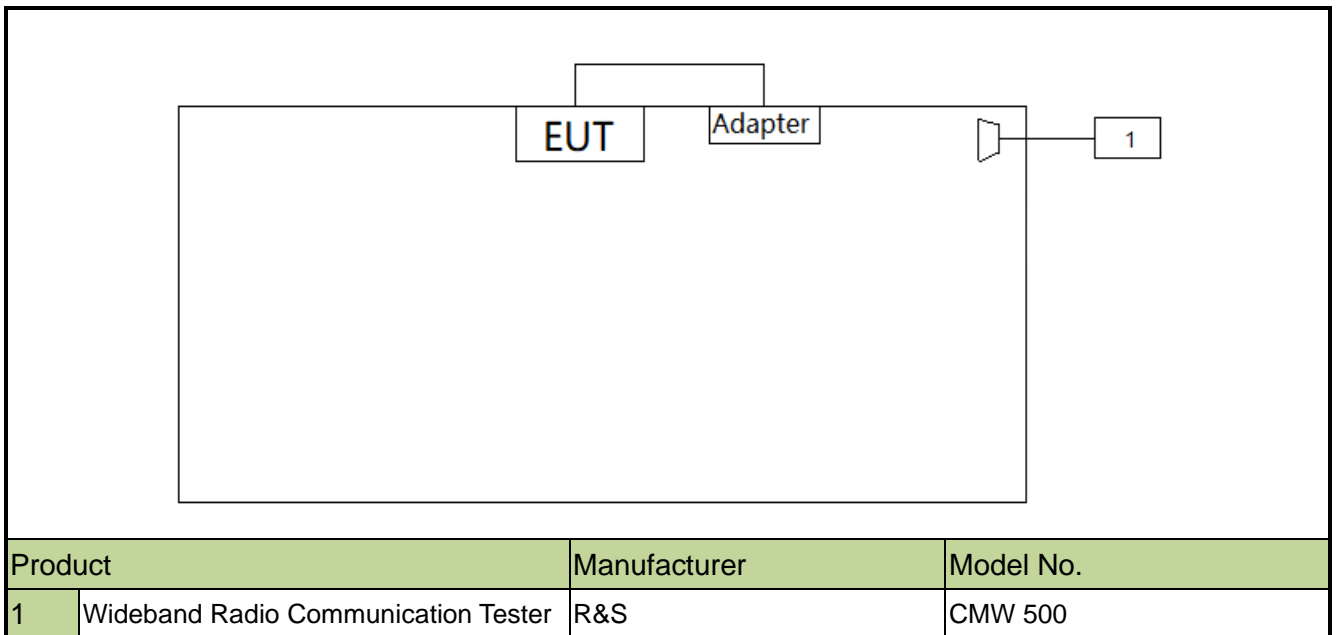 EUT
Adapter
1
Product Manufacturer Model No.
1 Wideband Radio Communication Tester R&S CMW 500